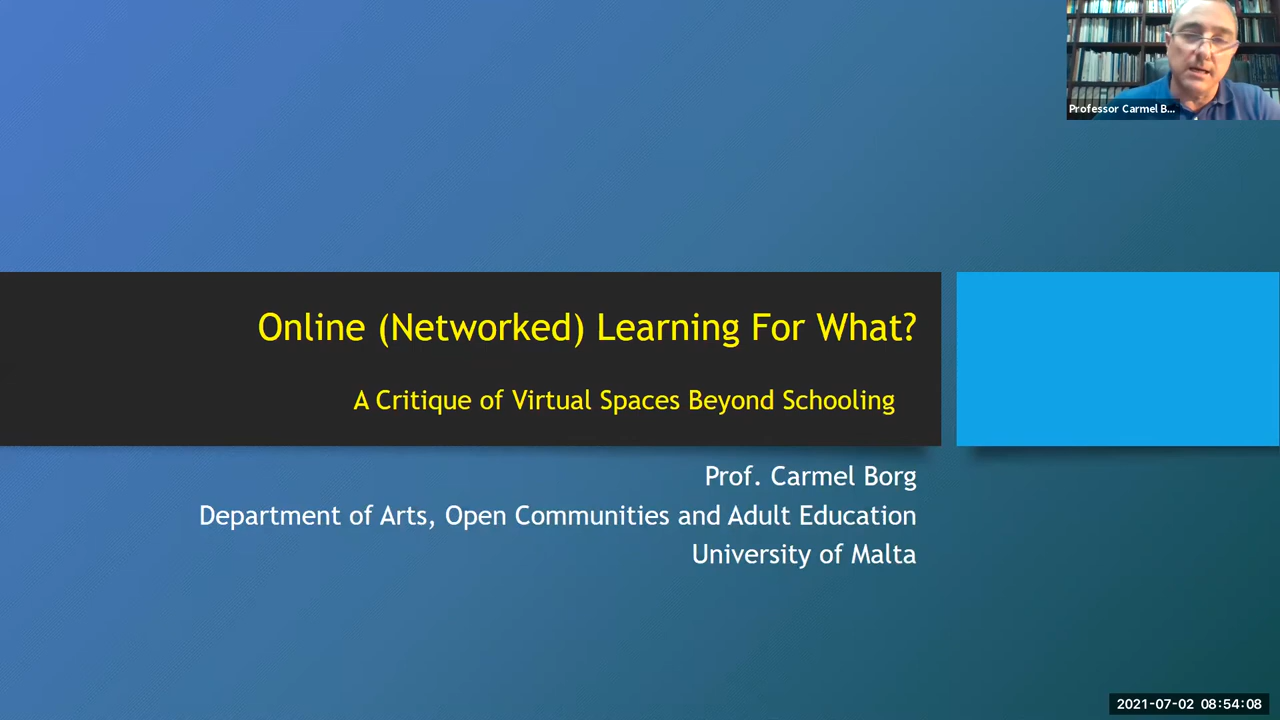 Professor Carmel B...
Online (Networked) Learning For What?
A Critique of Virtual Spaces Beyond Schooling
Prof. Carmel Borg
Department of Arts, Open Communities and Adult Education
University of Malta
2021-07-02 08:54:08